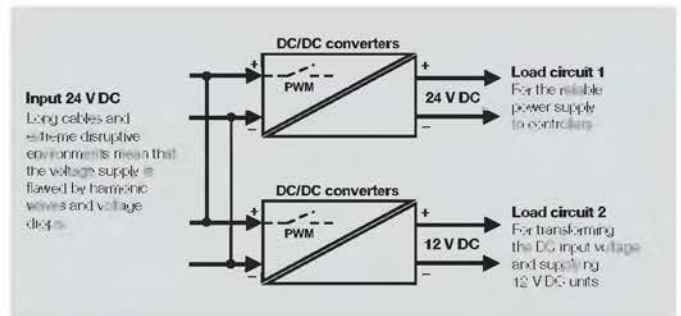 DC/DC converters
+
+
PWM
24 V DC
–
–
Input 24 V DC
Long cables and
extreme disruptive
environments mean that
the voltage supply is
flawed by harmonic
waves and voltage
drops
Load circuit 1
For the reliable
power supply
to controllers
DC/DC converters
+
+
PWM
12 V DC
–
–
Load circuit 2
For transforming
the DC input voltage
and supplying
12 V DC- units